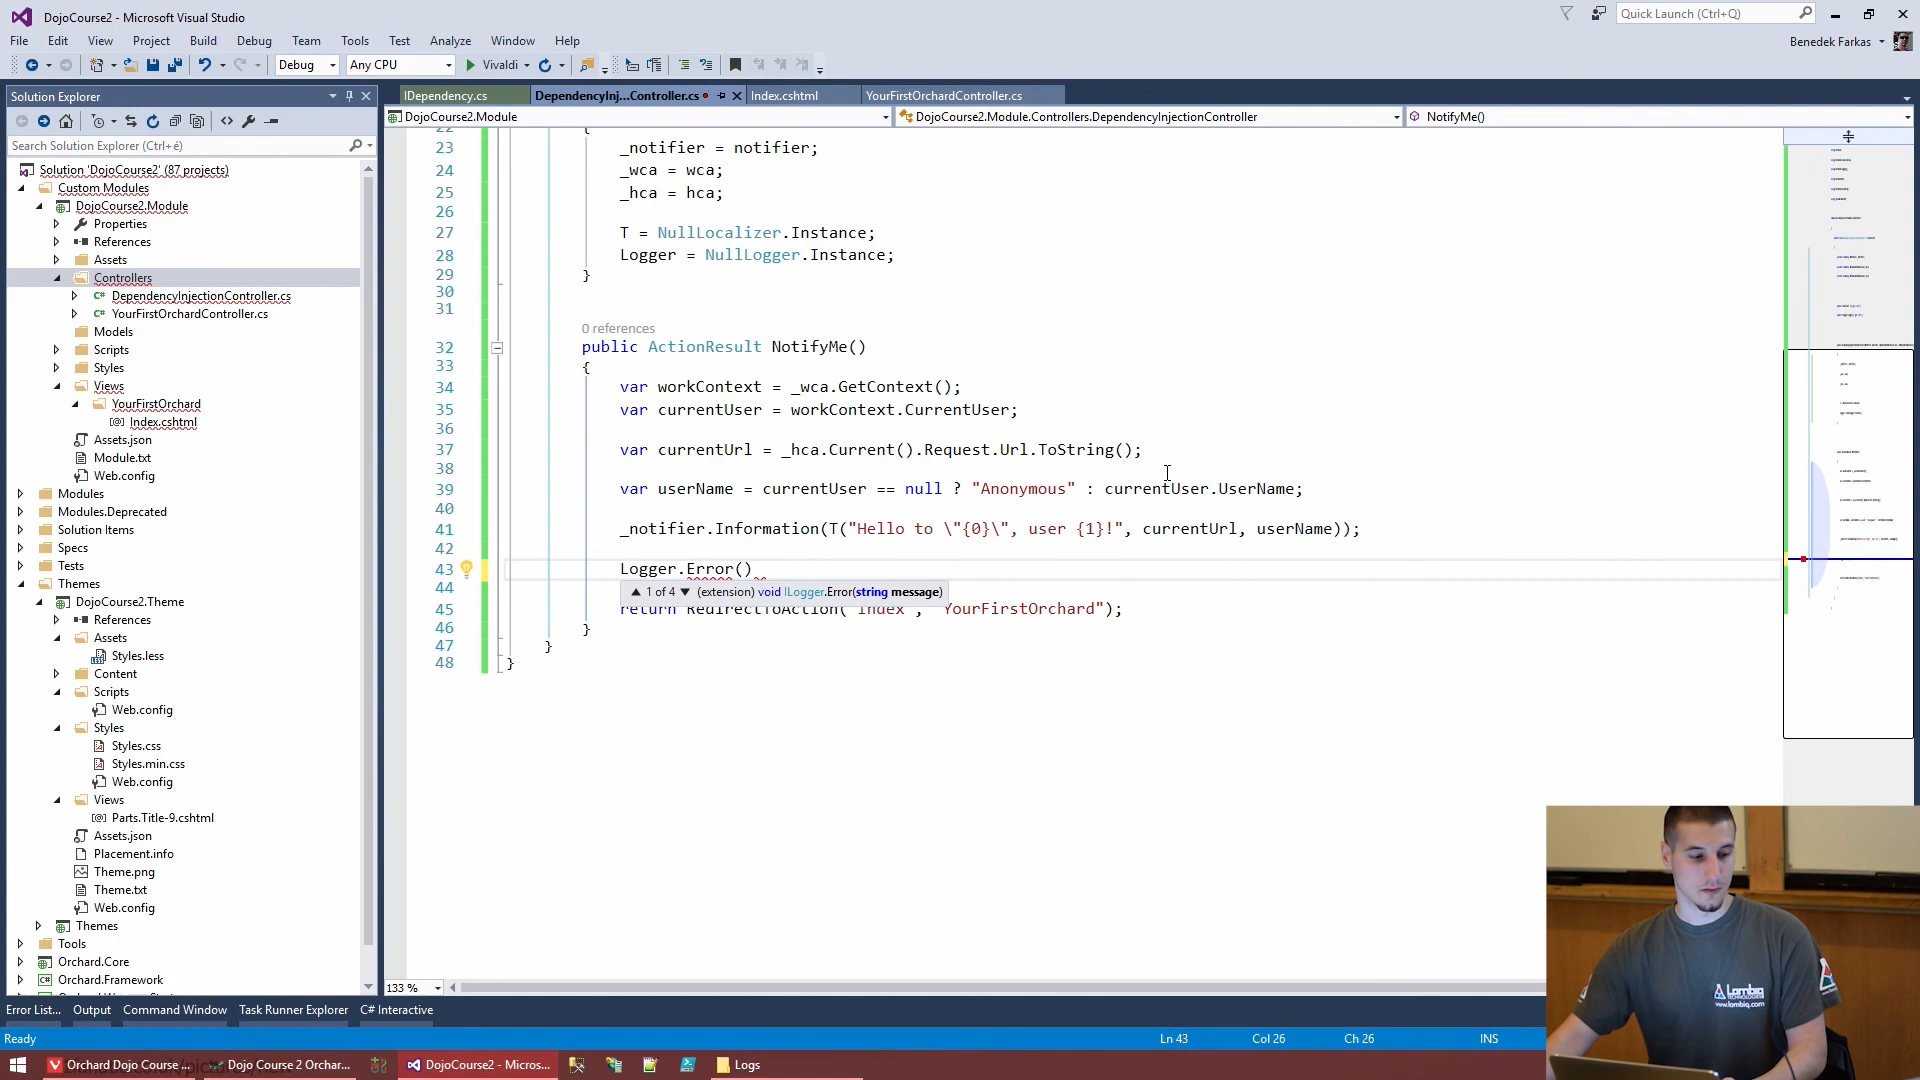 DojoCourse2 - Microsoft Visual Studio
Quick Launch (Ctrl+Q)
File Edit View Project Build Debug Team Tools Test Analyze Window Help
Benedek Farkas
Debug Any CPU Vivaldi
Solution Explorer
Search Solution Explorer (Ctrl+é)
Solution 'DojoCourse2' (87 projects)
Custom Modules
DojoCourse2.Module
Properties
References
Assets
Controllers
DependencyInjectionController.cs
YourFirstOrchardController.cs
Models
Scripts
Styles
Views
YourFirstOrchard
Index.cshtml
Assets.json
Module.txt
Web.config
Modules
Modules.Deprecated
Solution Items
Specs
Tests
Themes
DojoCourse2.Theme
References
Assets
Styles.less
Content
Scripts
Web.config
Styles
Styles.css
Styles.min.css
Web.config
Views
Parts.Title-9.cshtml
Assets.json
Placement.info
Theme.png
Theme.txt
Web.config
Themes
Tools
Orchard.Core
Orchard.Framework
IDependency.cs DependencyInj...Controller.cs Index.cshtml YourFirstOrchardController.cs
DojoCourse2.Module DojoCourse2.Module.Controllers.DependencyInjectionController NotifyMe()
22 {
23 _notifier = notifier;
24 _wca = wca;
25 _hca = hca;
26
27 T = NullLocalizer.Instance;
28 Logger = NullLogger.Instance;
29 }
30
31
0 references
32 public ActionResult NotifyMe()
33 {
34 var workContext = _wca.GetContext();
35 var currentUser = workContext.CurrentUser;
36
37 var currentUrl = _hca.Current().Request.Url.ToString();
38
39 var userName = currentUser == null ? "Anonymous" : currentUser.UserName;
40
41 _notifier.Information(T("Hello to \"{0}\", user {1}!", currentUrl, userName));
42
43 Logger.Error()
44 1 of 4 (extension) void ILogger.Error(string message)
45 return RedirectToAction("Index", "YourFirstOrchard");
46 }
47 }
48 }
133 %
Error List... Output Command Window Task Runner Explorer C# Interactive
Ready Ln 43 Col 26 Ch 26 INS
Orchard Dojo Course ... Dojo Course 2 Orchar... DojoCourse2 - Micros... Logs
Lombiq
TECHNOLOGIES
www.lombiq.com